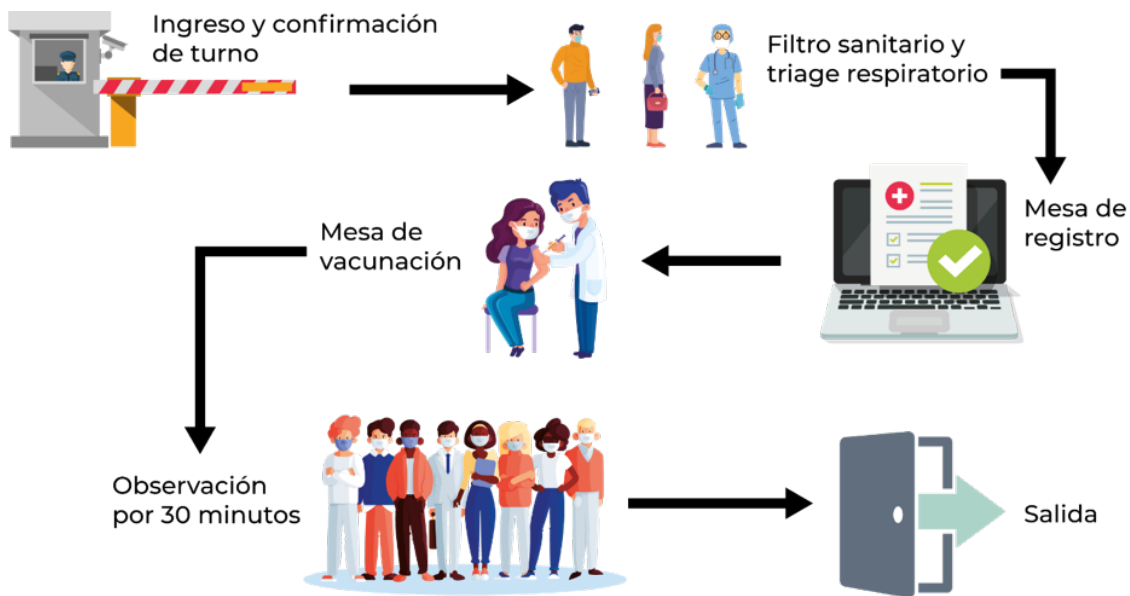 Ingreso y confirmación
de turno
Filtro sanitario y
triage respiratorio
Mesa de
registro
Mesa de
vacunación
Observación
por 30 minutos
Salida